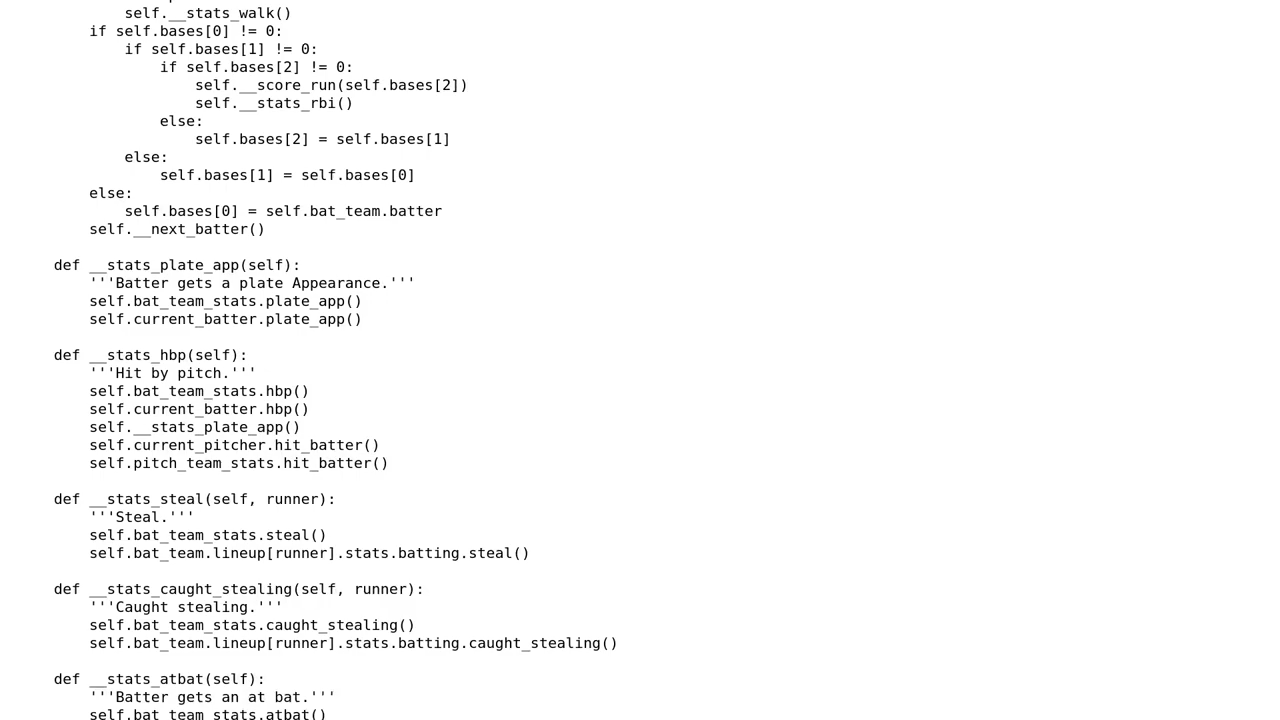 self.__stats_walk()
        if self.bases[0] != 0:
            if self.bases[1] != 0:
                if self.bases[2] != 0:
                    self.__score_run(self.bases[2])
                    self.__stats_rbi()
                else:
                    self.bases[2] = self.bases[1]
            else:
                self.bases[1] = self.bases[0]
        else:
            self.bases[0] = self.bat_team.batter
        self.__next_batter()

    def __stats_plate_app(self):
        '''Batter gets a plate Appearance.'''
        self.bat_team_stats.plate_app()
        self.current_batter.plate_app()

    def __stats_hbp(self):
        '''Hit by pitch.'''
        self.bat_team_stats.hbp()
        self.current_batter.hbp()
        self.__stats_plate_app()
        self.current_pitcher.hit_batter()
        self.pitch_team_stats.hit_batter()

    def __stats_steal(self, runner):
        '''Steal.'''
        self.bat_team_stats.steal()
        self.bat_team.lineup[runner].stats.batting.steal()

    def __stats_caught_stealing(self, runner):
        '''Caught stealing.'''
        self.bat_team_stats.caught_stealing()
        self.bat_team.lineup[runner].stats.batting.caught_stealing()

    def __stats_atbat(self):
        '''Batter gets an at bat.'''
        self.bat_team_stats.atbat()